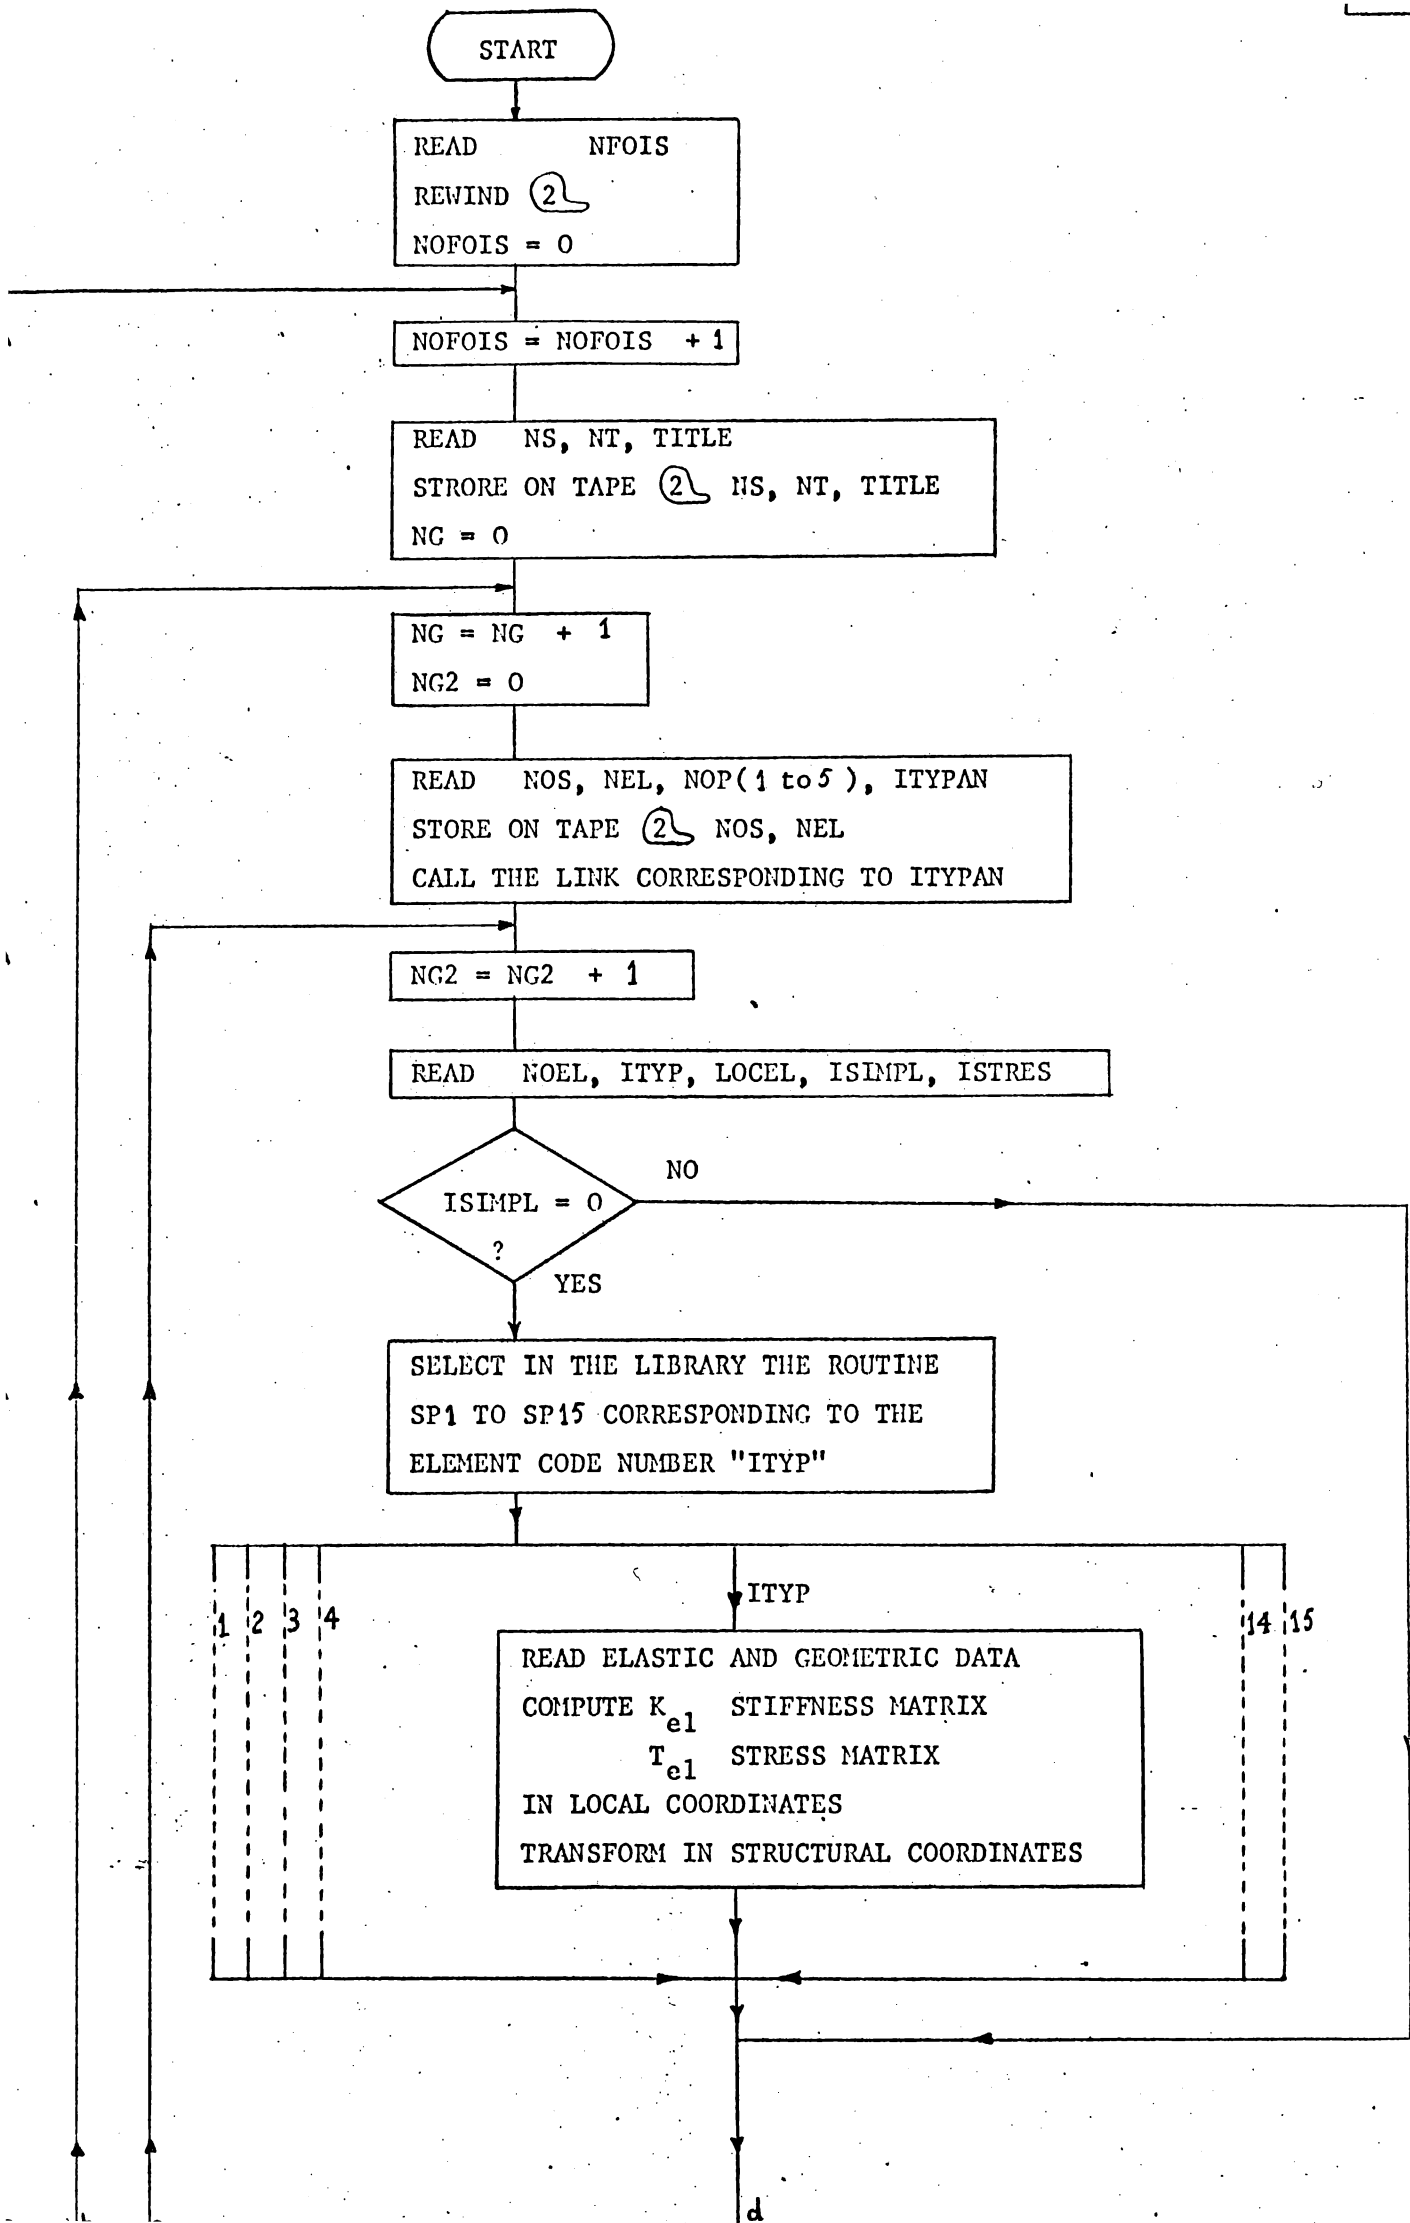 START
READ NFOIS
REWIND 2
NOFOIS = 0
NOFOIS = NOFOIS + 1
READ NS, NT, TITLE
STRORE ON TAPE 2 NS, NT, TITLE
NG = 0
NG = NG + 1
NG2 = 0
READ NOS, NEL, NOP(1 to 5), ITYPAN
STORE ON TAPE 2 NOS, NEL
CALL THE LINK CORRESPONDING TO ITYPAN
NG2 = NG2 + 1
READ NOEL, ITYP, LOCEL, ISIMPL, ISTRES
NO
ISIMPL = 0
?
YES
SELECT IN THE LIBRARY THE ROUTINE
SP1 TO SP15 CORRESPONDING TO THE
ELEMENT CODE NUMBER "ITYP"
ITYP
1 2 3 4 14 15
READ ELASTIC AND GEOMETRIC DATA
COMPUTE Kel STIFFNESS MATRIX
Tel STRESS MATRIX
IN LOCAL COORDINATES
TRANSFORM IN STRUCTURAL COORDINATES
d